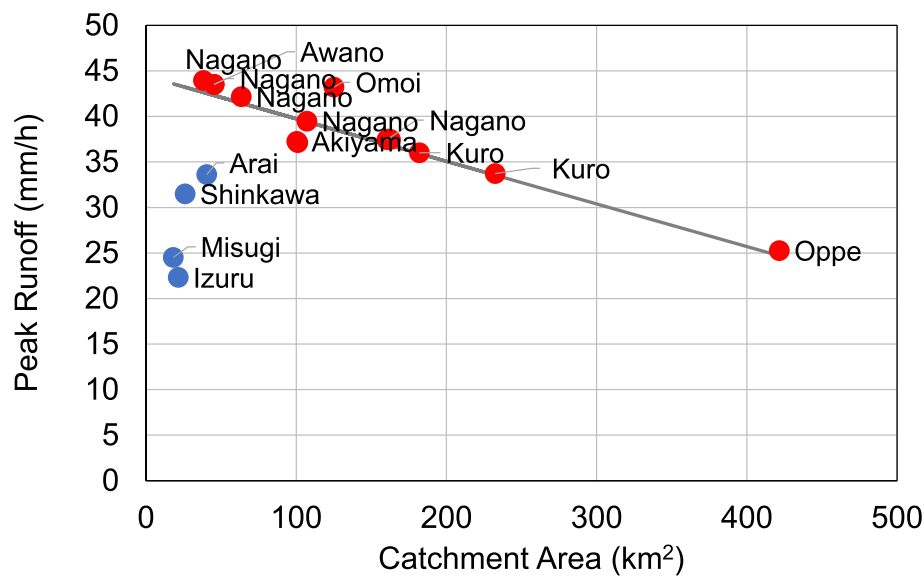 50
45
40
35
30
25
20
15
10
5
0
Peak Runoff (mm/h)
Nagano
Awano
Nagano
Omoi
Nagano
Nagano
Nagano
Akiyama
Kuro
Kuro
Arai
Shinkawa
Misugi
Izuru
Oppe
0 100 200 300 400 500
Catchment Area (km²)